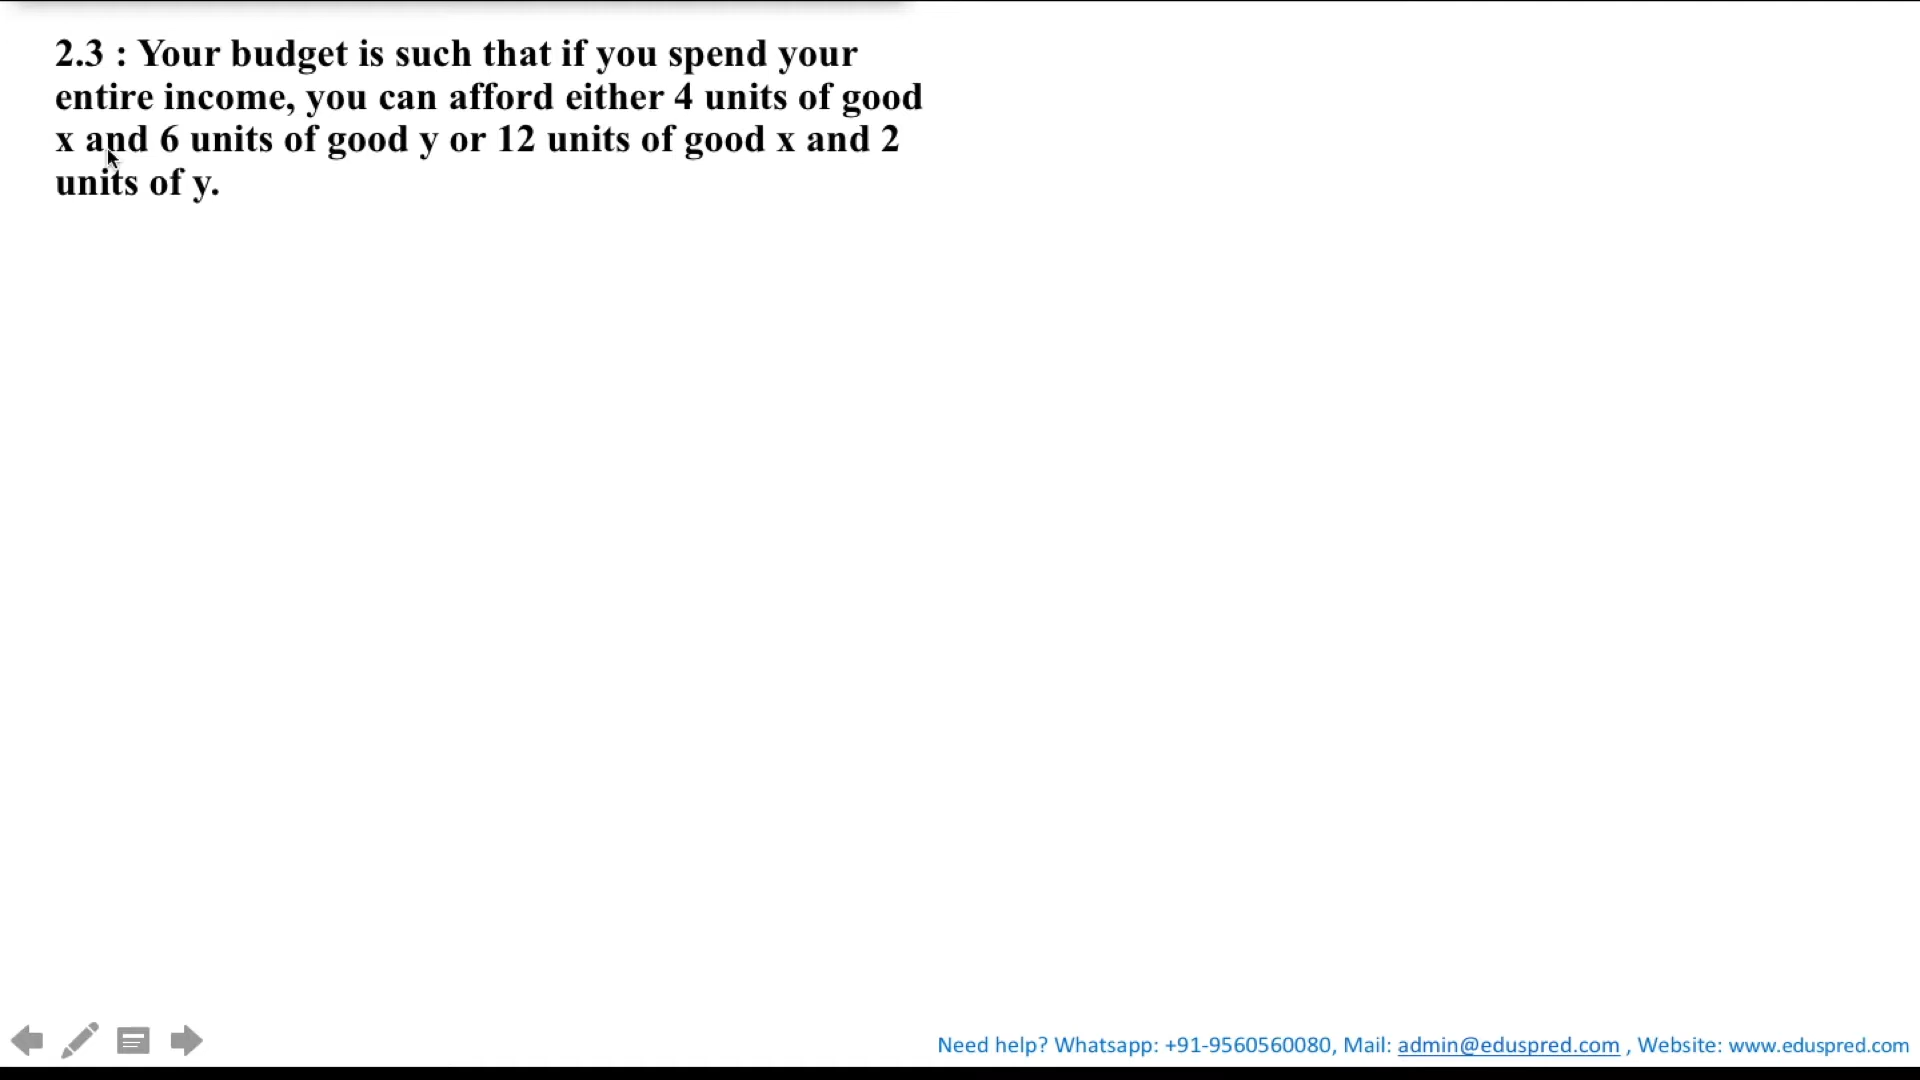 2.3 : Your budget is such that if you spend your
entire income, you can afford either 4 units of good
x and 6 units of good y or 12 units of good x and 2
units of y.
Need help? Whatsapp: +91-9560560080, Mail: admin@eduspred.com , Website: www.eduspred.com